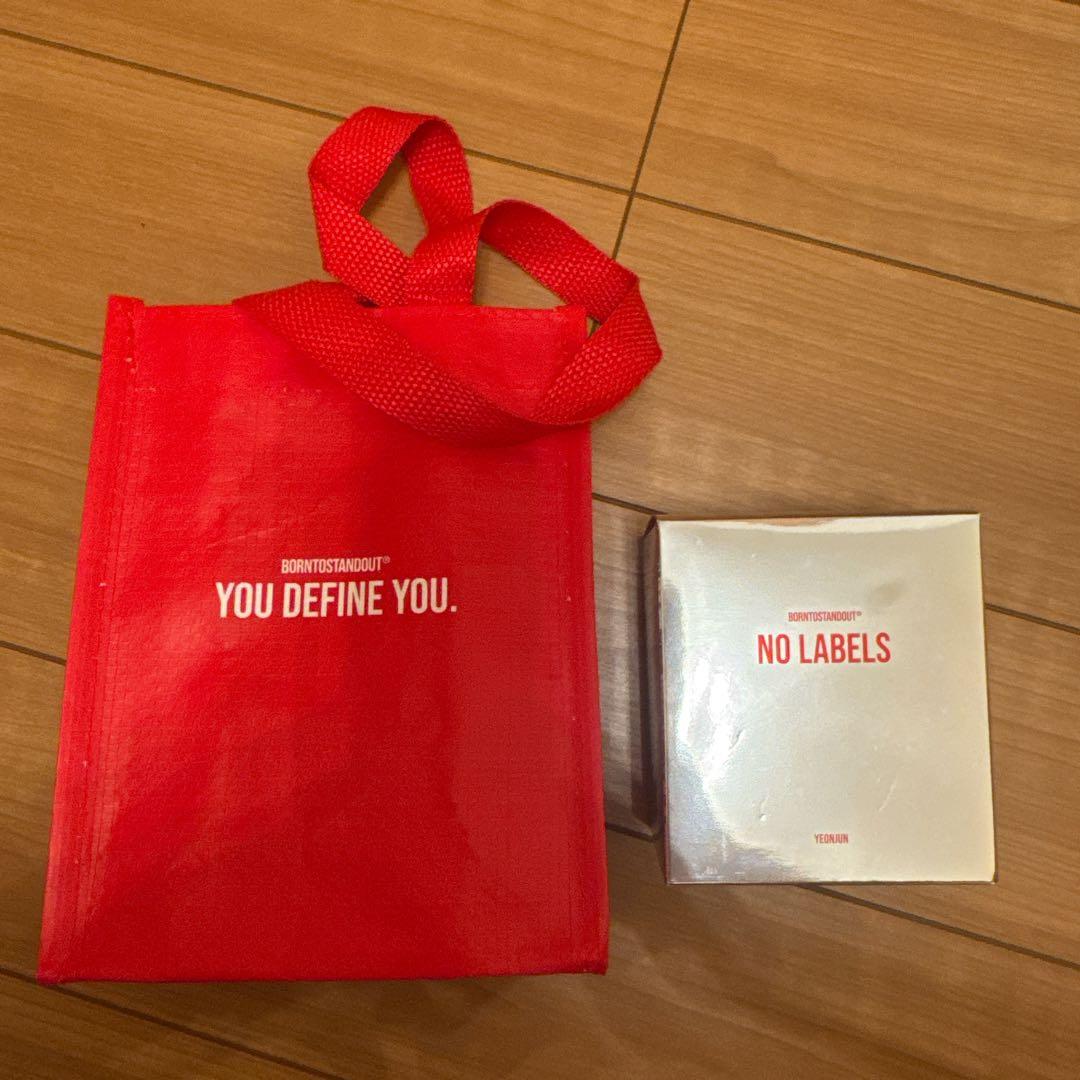 BORNTOSTANDOUT®
YOU DEFINE YOU.
BORNTOSTANDOUT®
NO LABELS
YEONJUN